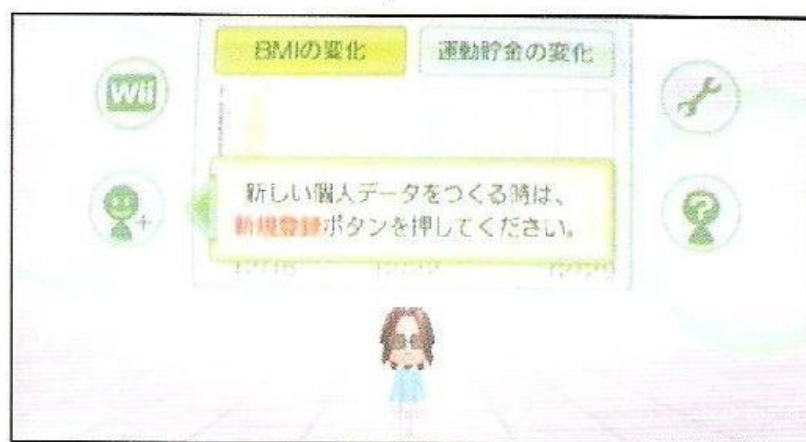 BMIの変化
運動貯金の変化
Wii
新しい個人データをつくる時は、
新規登録ボタンを押してください。